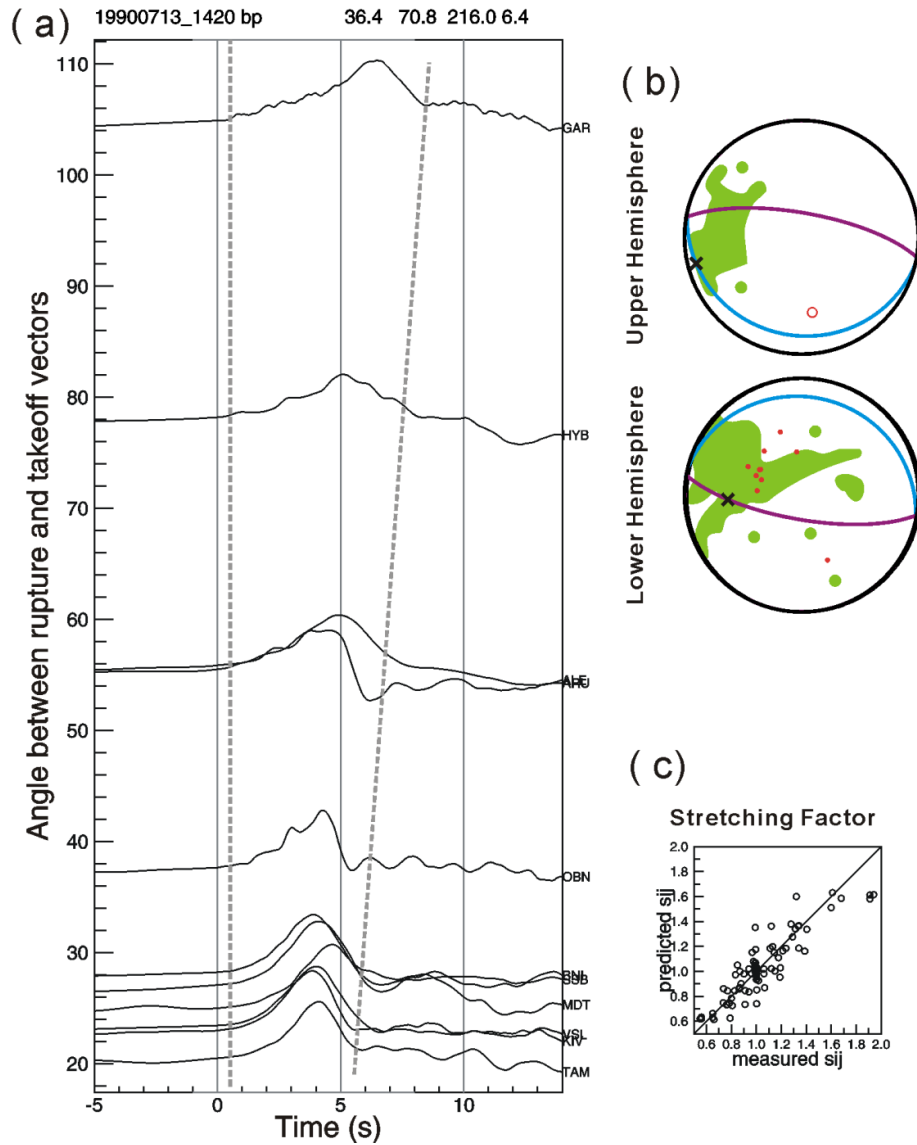 ( a )
19900713_1420 bp 36.4 70.8 216.0 6.4
Angle between rupture and takeoff vectors
110
100
90
80
70
60
50
40
30
20
GAR
HYB
OBN
SUB
MDT
VSL
KIV
TAM
-5 0 5 10
Time (s)
( b )
Upper Hemisphere
Lower Hemisphere
( c )
Stretching Factor
predicted sij
2.0
1.8
1.6
1.4
1.2
1.0
0.8
0.6
0.6 0.8 1.0 1.2 1.4 1.6 1.8 2.0
measured sij